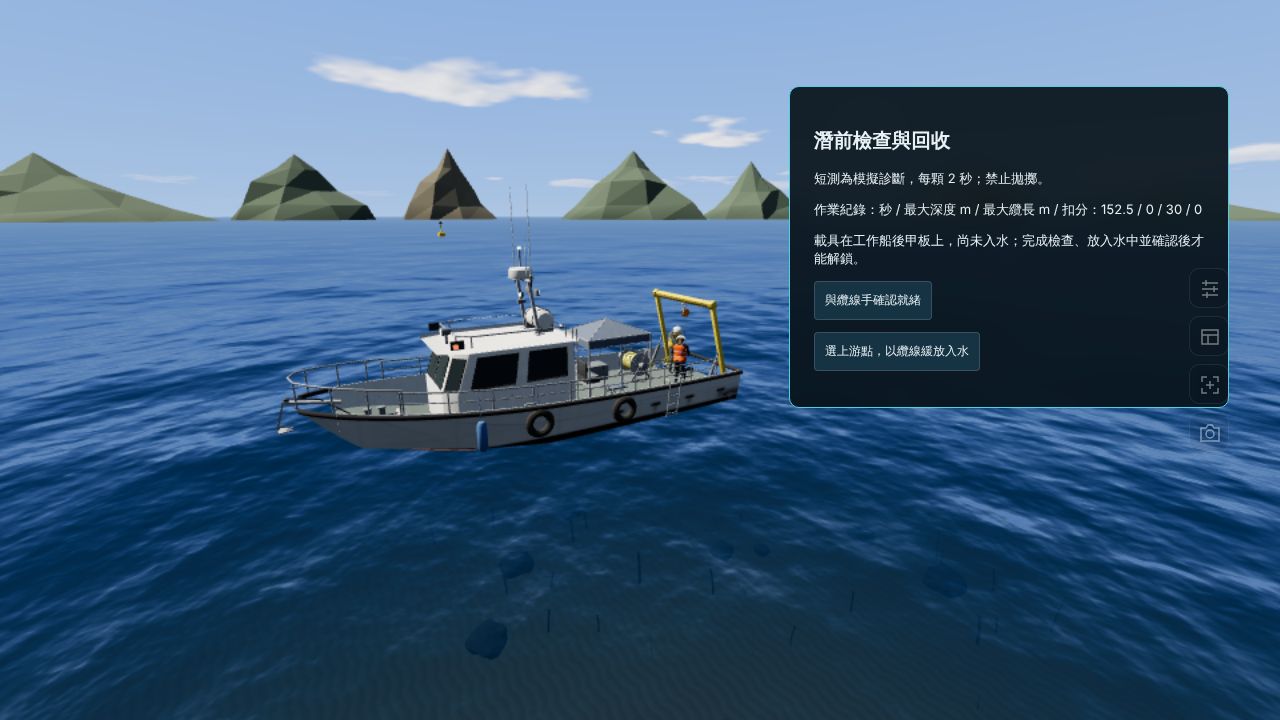 潛前檢查與回收
短測為模擬診斷，每顆 2 秒；禁止拋擲。
作業紀錄：秒 / 最大深度 m / 最大纜長 m / 扣分：152.5 / 0 / 30 / 0
載具在工作船後甲板上，尚未入水；完成檢查、放入水中並確認後才
能解鎖。
與纜線手確認就緒
選上游點，以纜線緩放入水